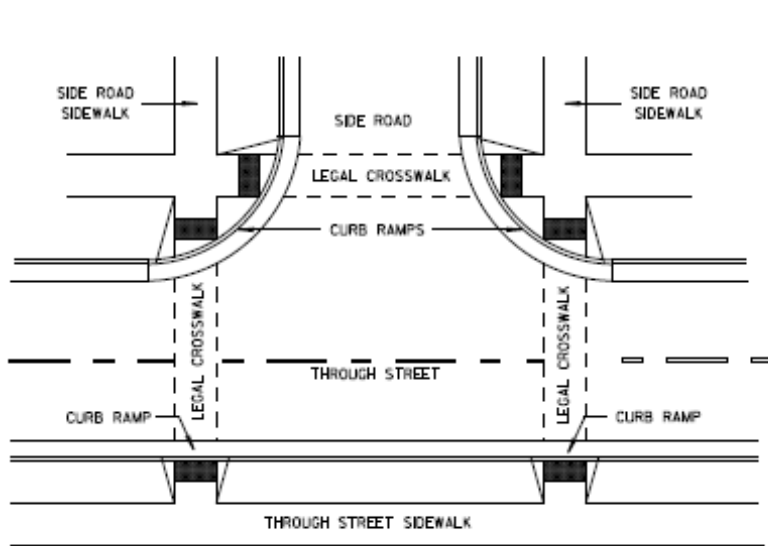 SIDE ROAD
SIDEWALK
SIDE ROAD
SIDEWALK
SIDE ROAD
LEGAL CROSSWALK
CURB RAMPS
LEGAL CROSSWALK
LEGAL CROSSWALK
THROUGH STREET
CURB RAMP
CURB RAMP
THROUGH STREET SIDEWALK